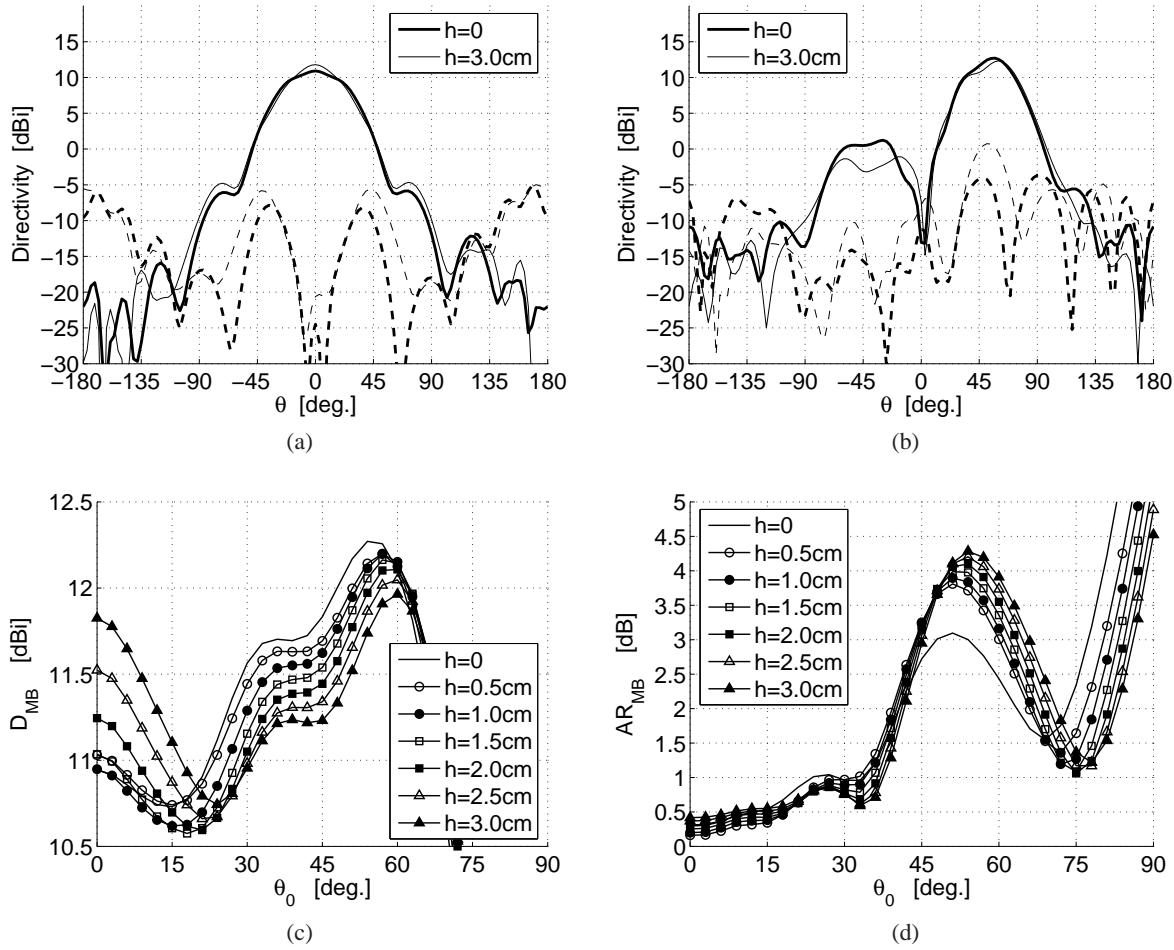 h=0
h=3.0cm
15
10
5
0
−5
−10
−15
−20
−25
−30
Directivity [dBi]
−180 −135 −90 −45 0 45 90 135 180
θ [deg.]
(a)
h=0
h=3.0cm
15
10
5
0
−5
−10
−15
−20
−25
−30
Directivity [dBi]
−180 −135 −90 −45 0 45 90 135 180
θ [deg.]
(b)
12.5
12
11.5
11
10.5
D_MB [dBi]
h=0
h=0.5cm
h=1.0cm
h=1.5cm
h=2.0cm
h=2.5cm
h=3.0cm
0 15 30 45 60 75 90
θ_0 [deg.]
(c)
5
4.5
4
3.5
3
2.5
2
1.5
1
0.5
0
AR_MB [dB]
h=0
h=0.5cm
h=1.0cm
h=1.5cm
h=2.0cm
h=2.5cm
h=3.0cm
0 15 30 45 60 75 90
θ_0 [deg.]
(d)